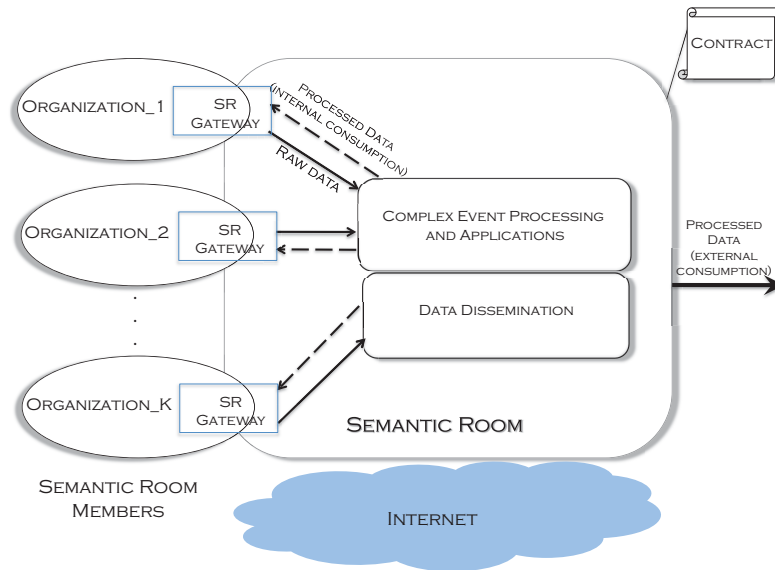 Contract
Organization_1
SR
Gateway
Processed Data
(internal consumption)
Raw Data
Organization_2
SR
Gateway
Complex Event Processing
and Applications
Processed
Data
(external
consumption)
.
.
.
Data Dissemination
Organization_K
SR
Gateway
Semantic Room
Semantic Room
Members
Internet